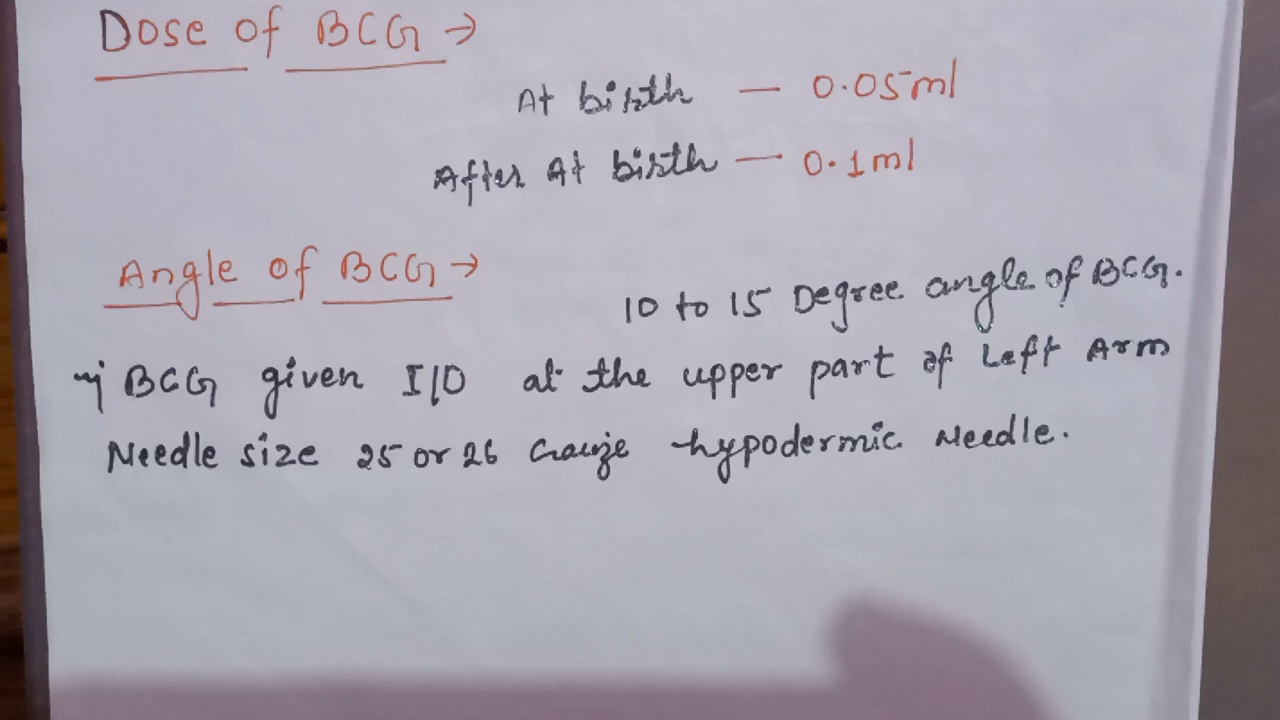 Dose of BCG →
At birth — 0.05ml
After At birth — 0.1ml
Angle of BCG →
10 to 15 Degree angle of BCG.
BCG given I/D at the upper part of Left Arm
Needle size 25 or 26 Gauze hypodermic Needle.